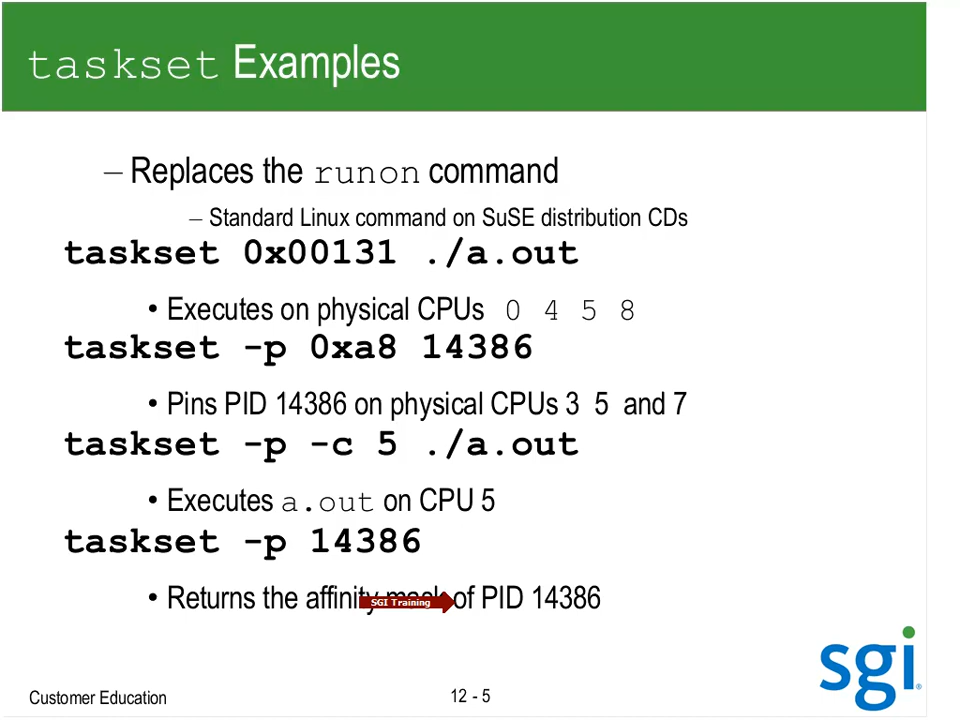 taskset Examples
– Replaces the runon command
– Standard Linux command on SuSE distribution CDs
taskset 0x00131 ./a.out
• Executes on physical CPUs 0 4 5 8
taskset -p 0xa8 14386
• Pins PID 14386 on physical CPUs 3 5 and 7
taskset -p -c 5 ./a.out
• Executes a.out on CPU 5
taskset -p 14386
• Returns the affinity mask of PID 14386
SGI Training
sgi®
Customer Education
12 - 5